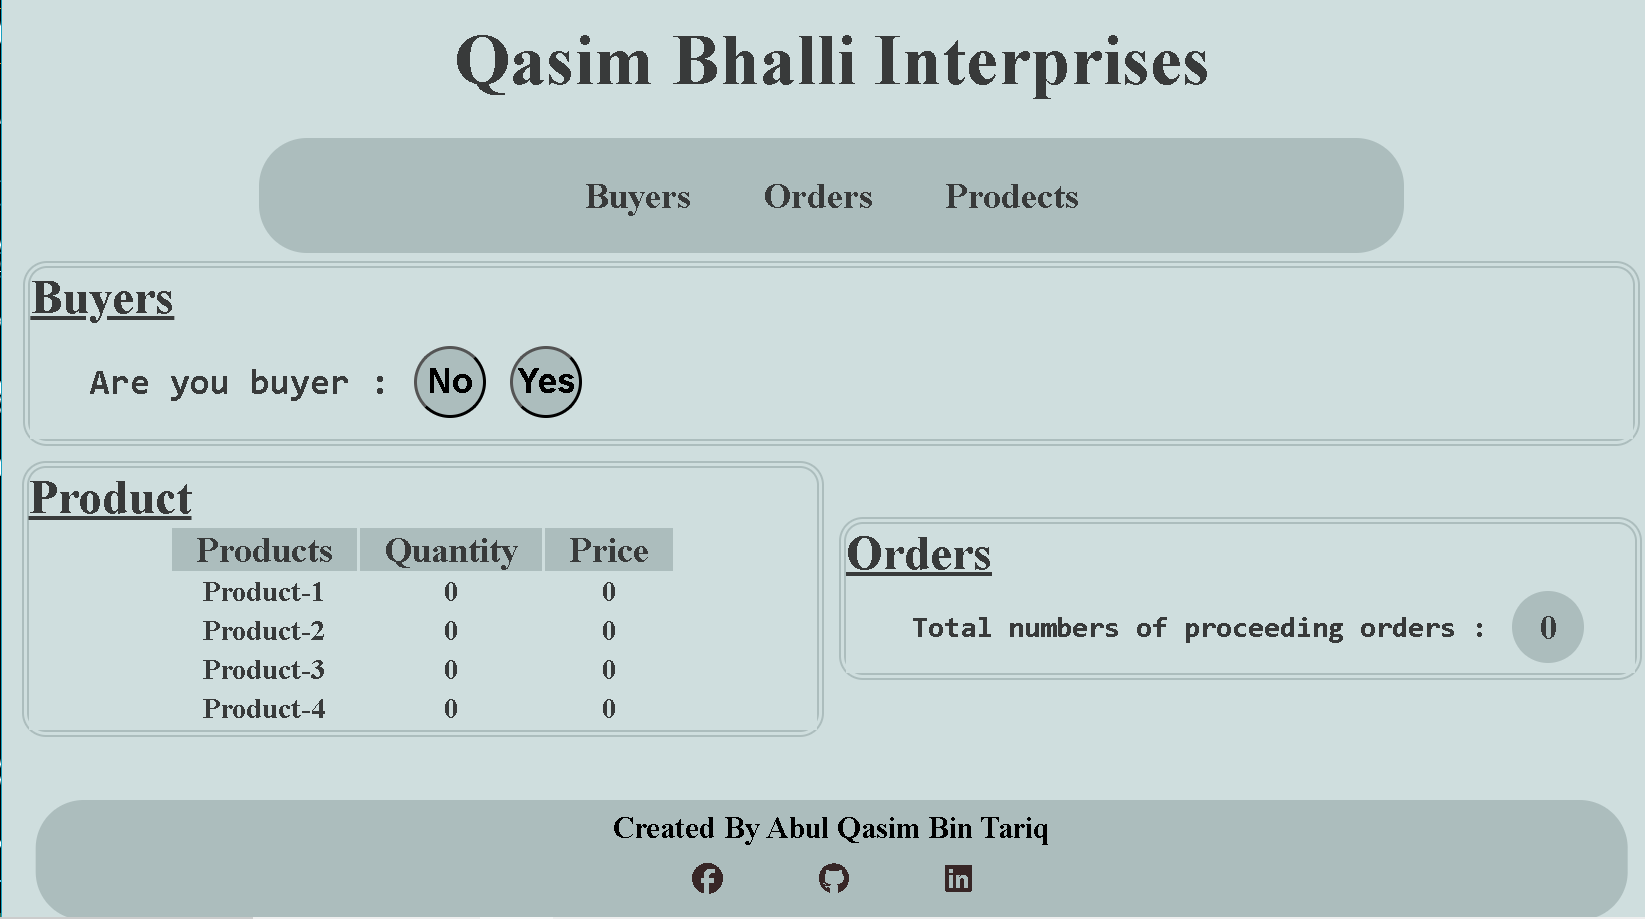 Qasim Bhalli Interprises
Buyers Orders Prodects
Buyers
Are you buyer : No Yes
Product
Products Quantity Price
Product-1 0 0
Product-2 0 0
Product-3 0 0
Product-4 0 0
Orders
Total numbers of proceeding orders : 0
Created By Abul Qasim Bin Tariq